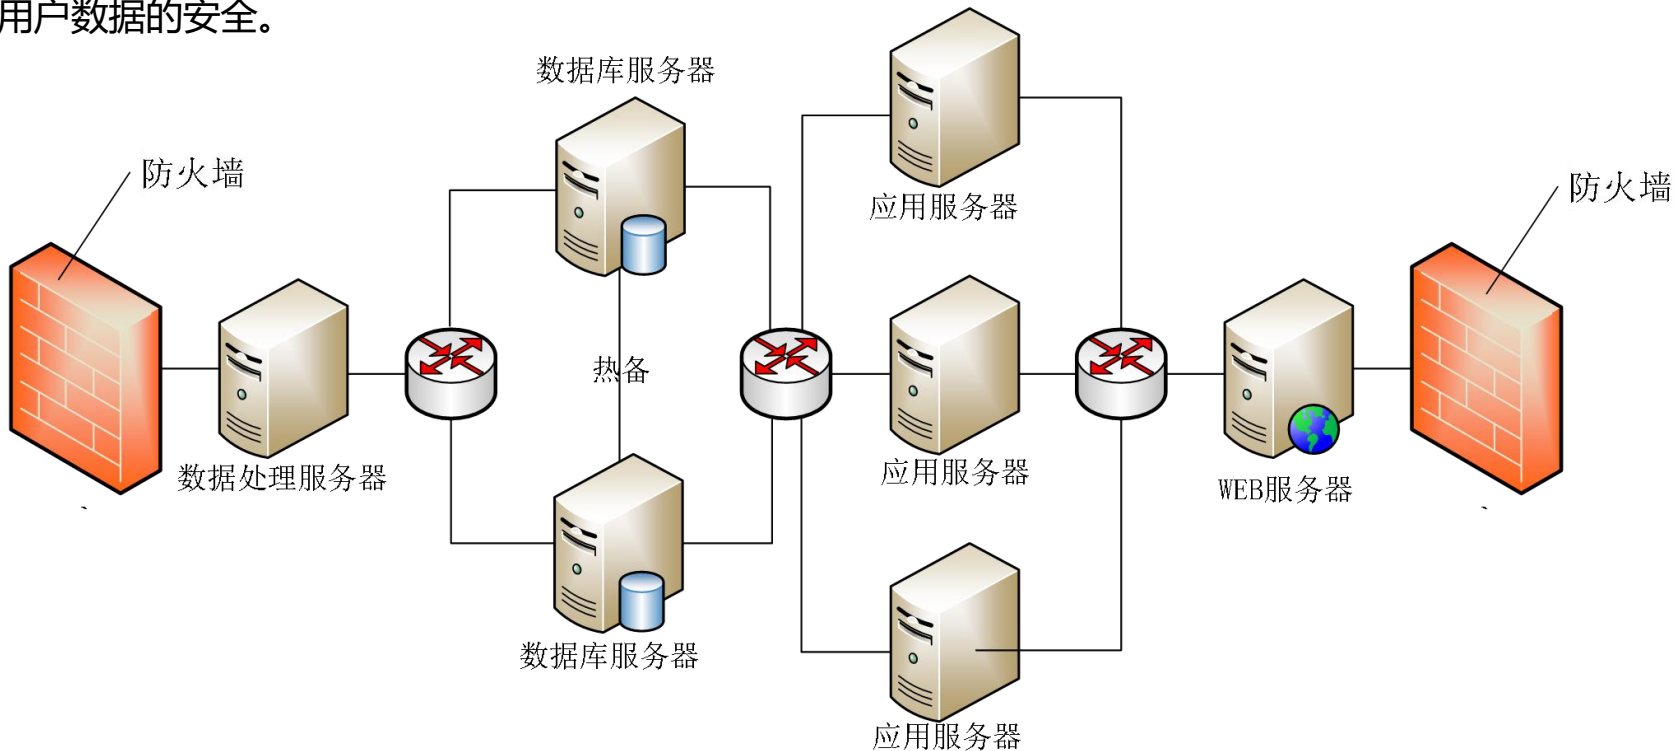 用户数据的安全。
数据库服务器
防火墙
应用服务器
防火墙
热备
数据处理服务器
应用服务器
WEB服务器
数据库服务器
应用服务器